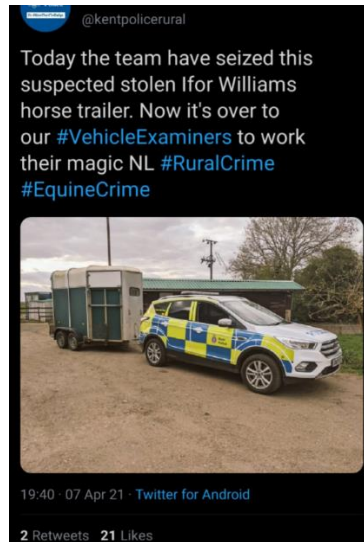 @kentpolicerural
Today the team have seized this
suspected stolen Ifor Williams
horse trailer. Now it's over to
our #VehicleExaminers to work
their magic NL #RuralCrime
#EquineCrime
19:40 · 07 Apr 21 · Twitter for Android
2 Retweets 21 Likes